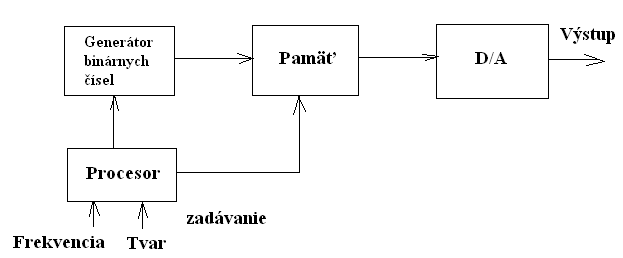 Generátor
binárnych
čísel
Pamäť
D/A
Výstup
Procesor
zadávanie
Frekvencia
Tvar